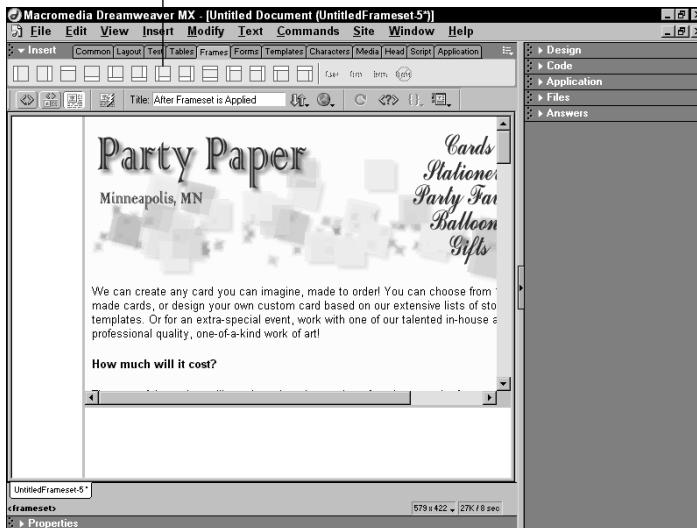 Macromedia Dreamweaver MX - [Untitled Document (UntitledFrameset-5*)]
File Edit View Insert Modify Text Commands Site Window Help
Insert Common Layout Text Tables Frames Forms Templates Characters Media Head Script Application
Design
Code
Application
Files
Answers
Title: After Frameset is Applied
Party Paper
Minneapolis, MN
Cards
Statione
Party Fa
Balloon
Gifts
We can create any card you can imagine, made to order! You can choose from
made cards, or design your own custom card based on our extensive lists of sto
templates. Or for an extra-special event, work with one of our talented in-house a
professional quality, one-of-a-kind work of art!
How much will it cost?
UntitledFrameset-5*
<frameset>
579 x 422 27K / 8 sec
Properties